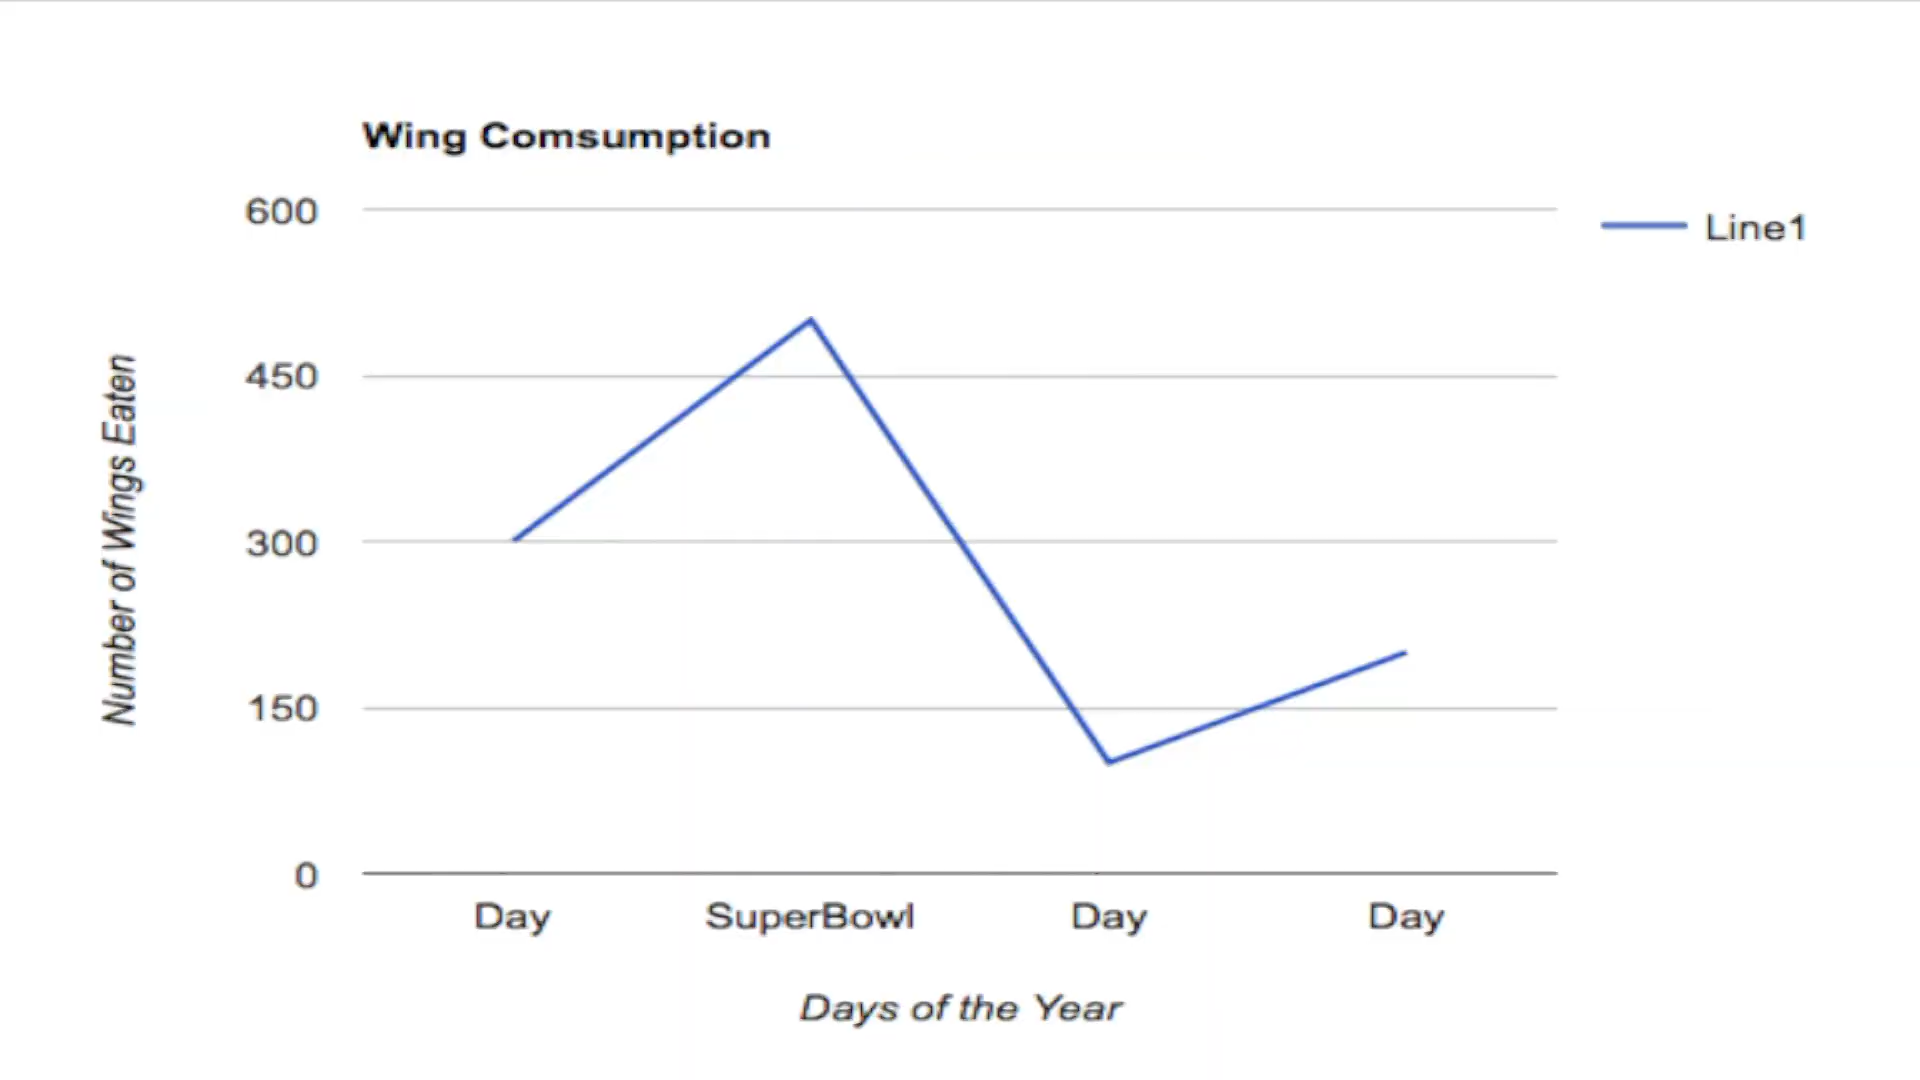 Wing Comsumption
600
Line1
450
300
150
0
Number of Wings Eaten
Day SuperBowl Day Day
Days of the Year